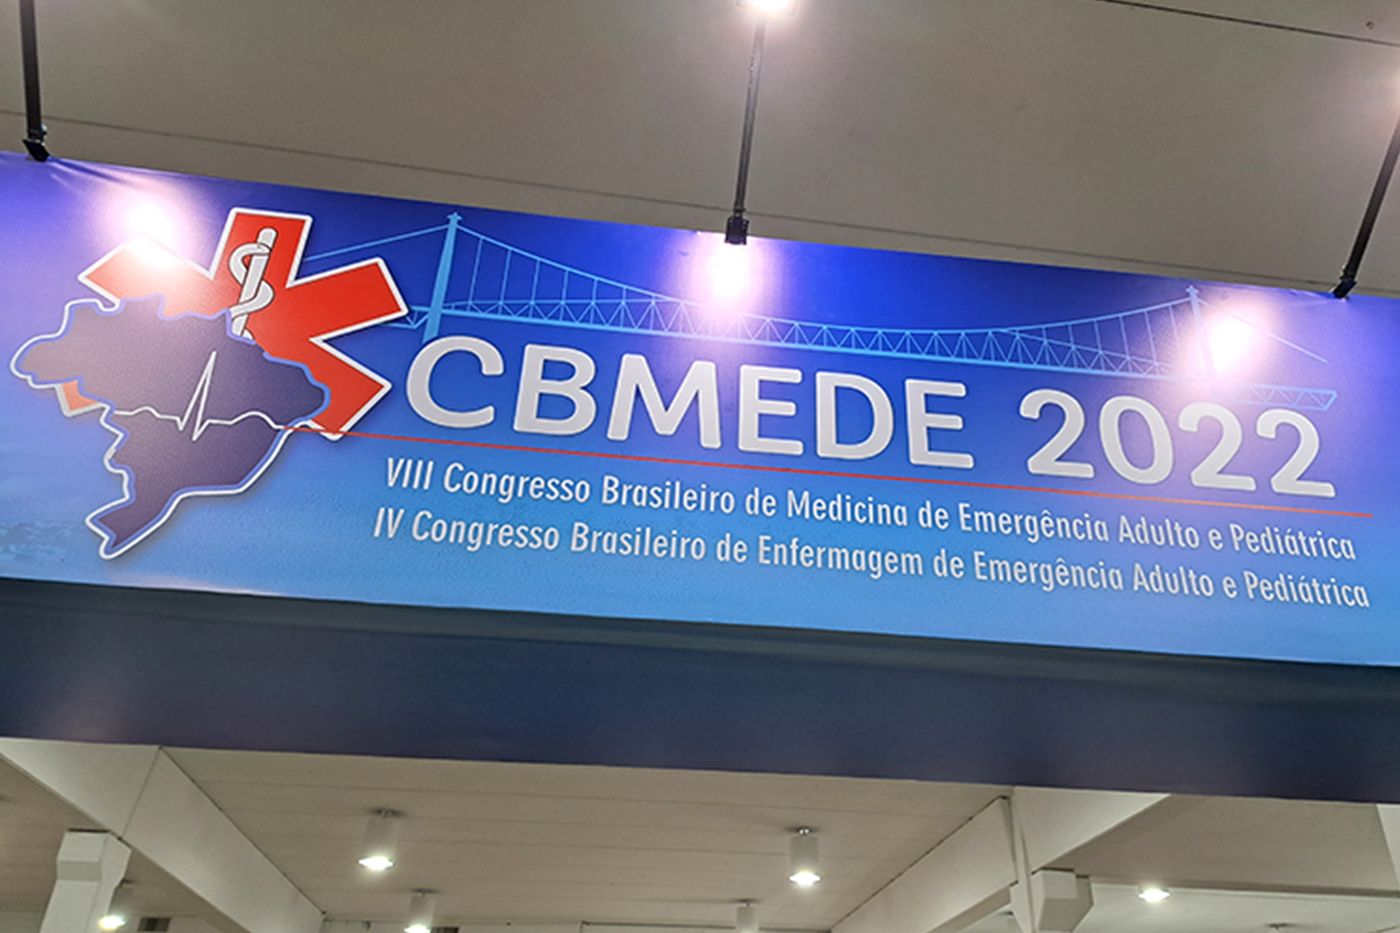 CBMEDE 2022
VIII Congresso Brasileiro de Medicina de Emergência Adulto e Pediátrica
IV Congresso Brasileiro de Enfermagem de Emergência Adulto e Pediátrica